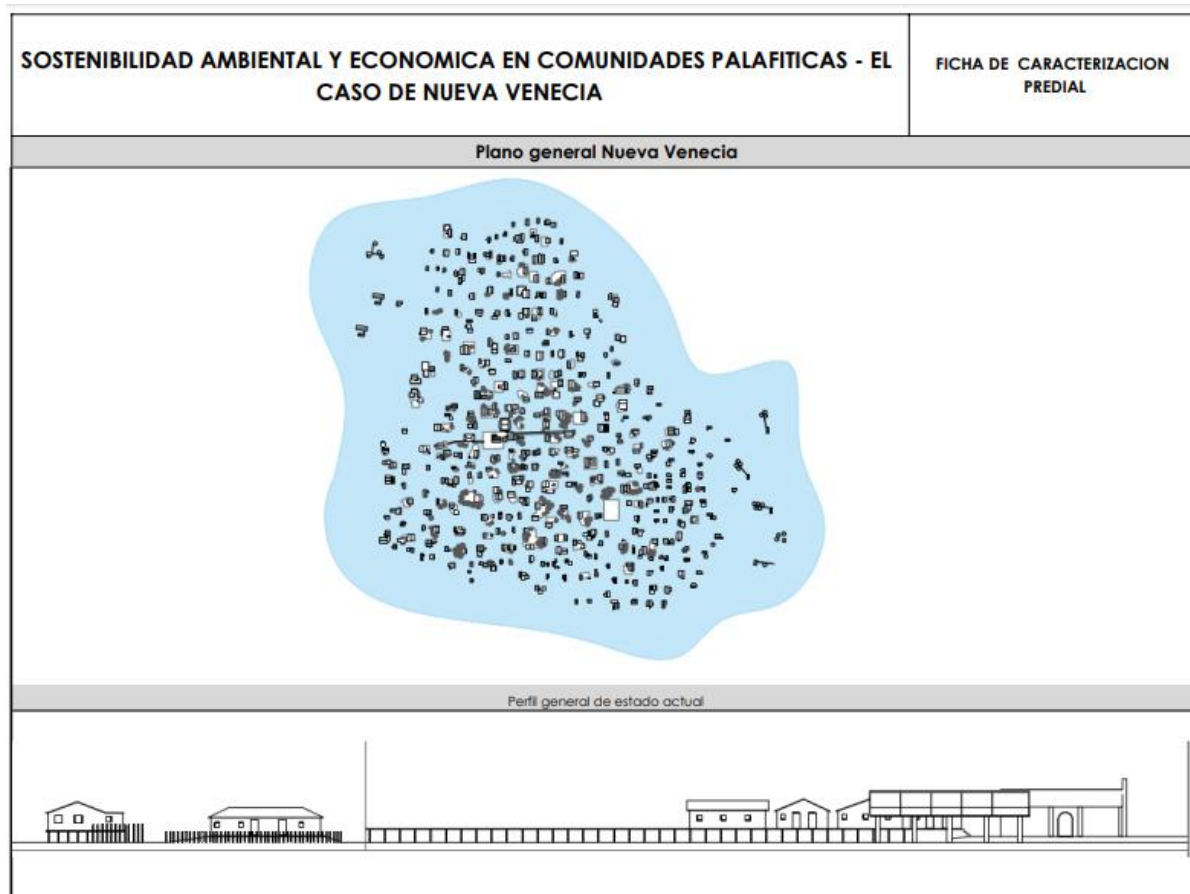 SOSTENIBILIDAD AMBIENTAL Y ECONOMICA EN COMUNIDADES PALAFITICAS - EL
CASO DE NUEVA VENECIA
FICHA DE CARACTERIZACION
PREDIAL
Plano general Nueva Venecia
Perfil general de estado actual